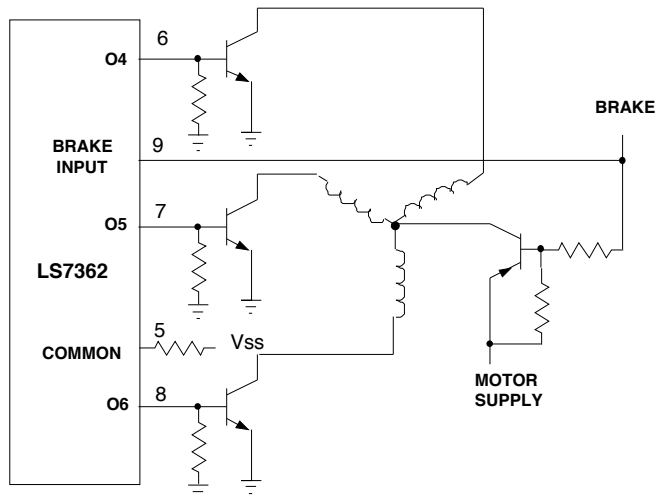 O4
6
BRAKE
BRAKE
INPUT
9
O5
7
LS7362
5
Vss
COMMON
MOTOR
SUPPLY
O6
8